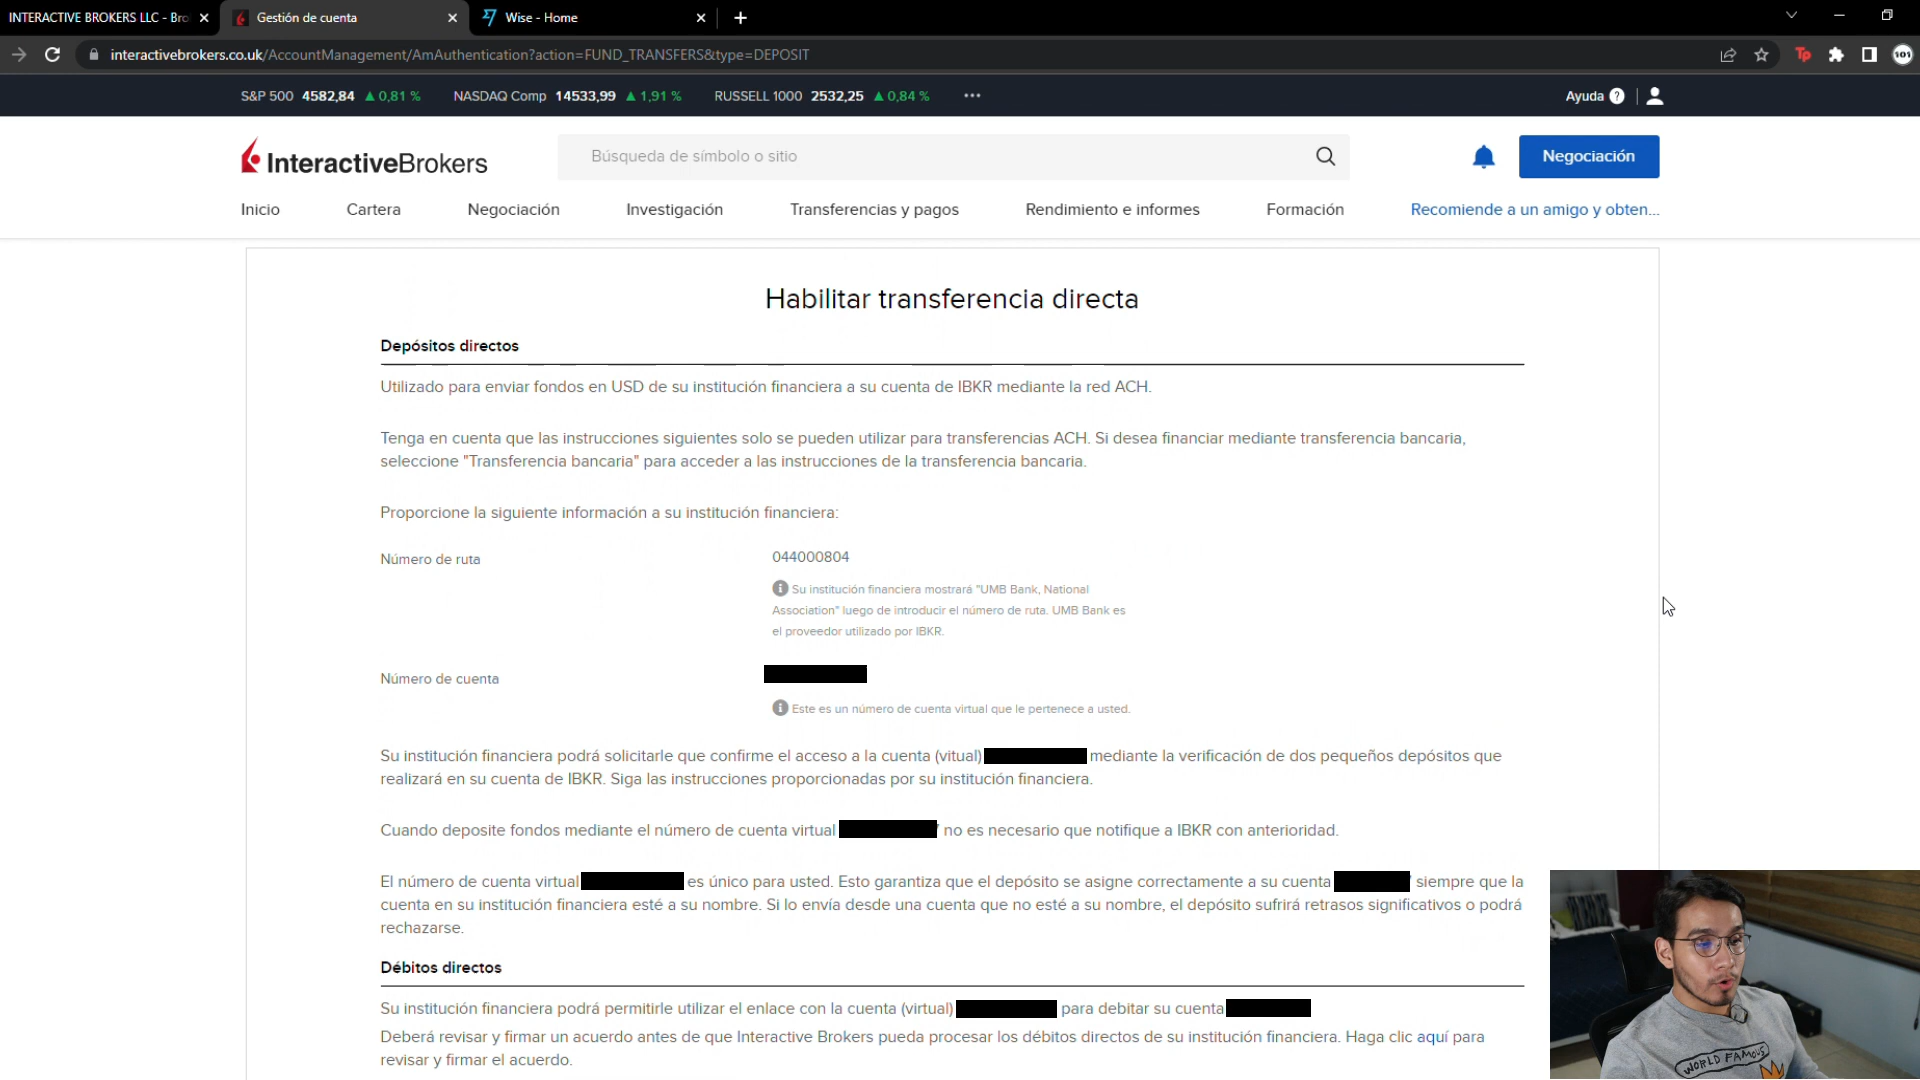 INTERACTIVE BROKERS LLC - Bro
Gestión de cuenta
Wise - Home
interactivebrokers.co.uk/AccountManagement/AmAuthentication?action=FUND_TRANSFERS&type=DEPOSIT
Tp
101
S&P 500 4582,84 ▲0,81 % NASDAQ Comp 14533,99 ▲1,91 % RUSSELL 1000 2532,25 ▲0,84 % ···
Ayuda ?
InteractiveBrokers
Búsqueda de símbolo o sitio
Negociación
Inicio Cartera Negociación Investigación Transferencias y pagos Rendimiento e informes Formación Recomiende a un amigo y obten...
Habilitar transferencia directa
Depósitos directos
Utilizado para enviar fondos en USD de su institución financiera a su cuenta de IBKR mediante la red ACH.
Tenga en cuenta que las instrucciones siguientes solo se pueden utilizar para transferencias ACH. Si desea financiar mediante transferencia bancaria,
seleccione "Transferencia bancaria" para acceder a las instrucciones de la transferencia bancaria.
Proporcione la siguiente información a su institución financiera:
Número de ruta 044000804
Su institución financiera mostrará "UMB Bank, National
Association" luego de introducir el número de ruta. UMB Bank es
el proveedor utilizado por IBKR.
Número de cuenta
Este es un número de cuenta virtual que le pertenece a usted.
Su institución financiera podrá solicitarle que confirme el acceso a la cuenta (vitual) mediante la verificación de dos pequeños depósitos que
realizará en su cuenta de IBKR. Siga las instrucciones proporcionadas por su institución financiera.
Cuando deposite fondos mediante el número de cuenta virtual no es necesario que notifique a IBKR con anterioridad.
El número de cuenta virtual es único para usted. Esto garantiza que el depósito se asigne correctamente a su cuenta siempre que la
cuenta en su institución financiera esté a su nombre. Si lo envía desde una cuenta que no esté a su nombre, el depósito sufrirá retrasos significativos o podrá
rechazarse.
Débitos directos
Su institución financiera podrá permitirle utilizar el enlace con la cuenta (virtual) para debitar su cuenta
Deberá revisar y firmar un acuerdo antes de que Interactive Brokers pueda procesar los débitos directos de su institución financiera. Haga clic aquí para
revisar y firmar el acuerdo.
WORLD FAMOUS